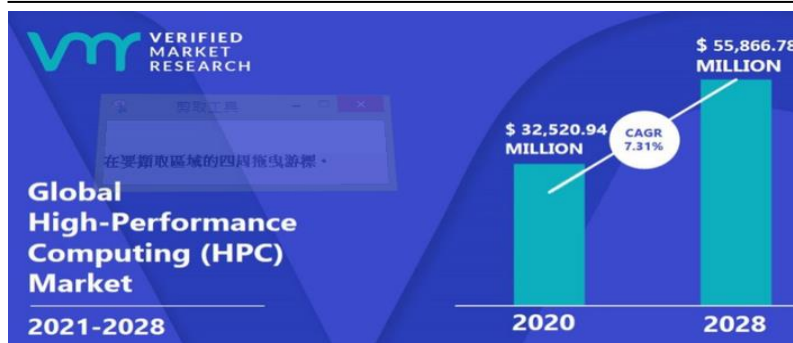 VMR
VERIFIED
MARKET
RESEARCH
剪取工具
在要擷取區域的四周拖曳游標。
Global
High-Performance
Computing (HPC)
Market
2021-2028
$ 32,520.94
MILLION
CAGR
7.31%
$ 55,866.78
MILLION
2020
2028